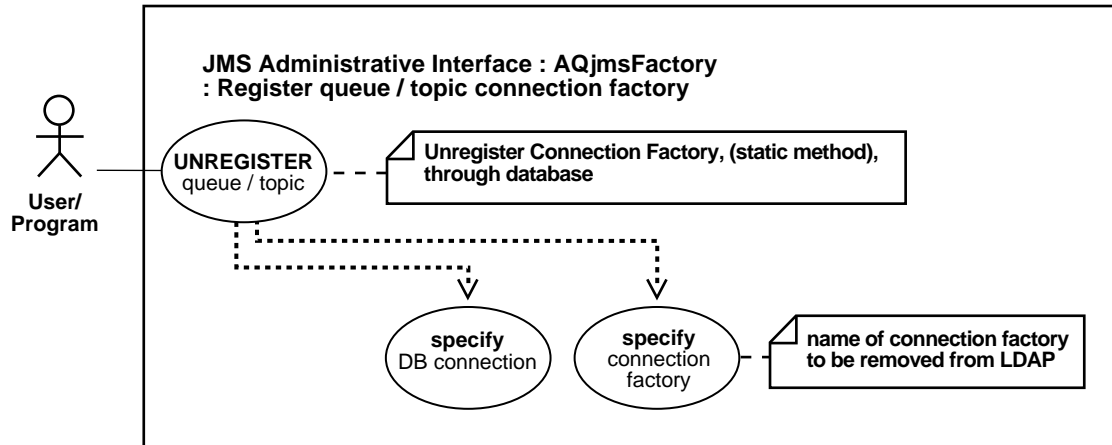 JMS Administrative Interface : AQjmsFactory
: Register queue / topic connection factory
User/
Program
UNREGISTER
queue / topic
Unregister Connection Factory, (static method),
through database
specify
DB connection
specify
connection
factory
name of connection factory
to be removed from LDAP